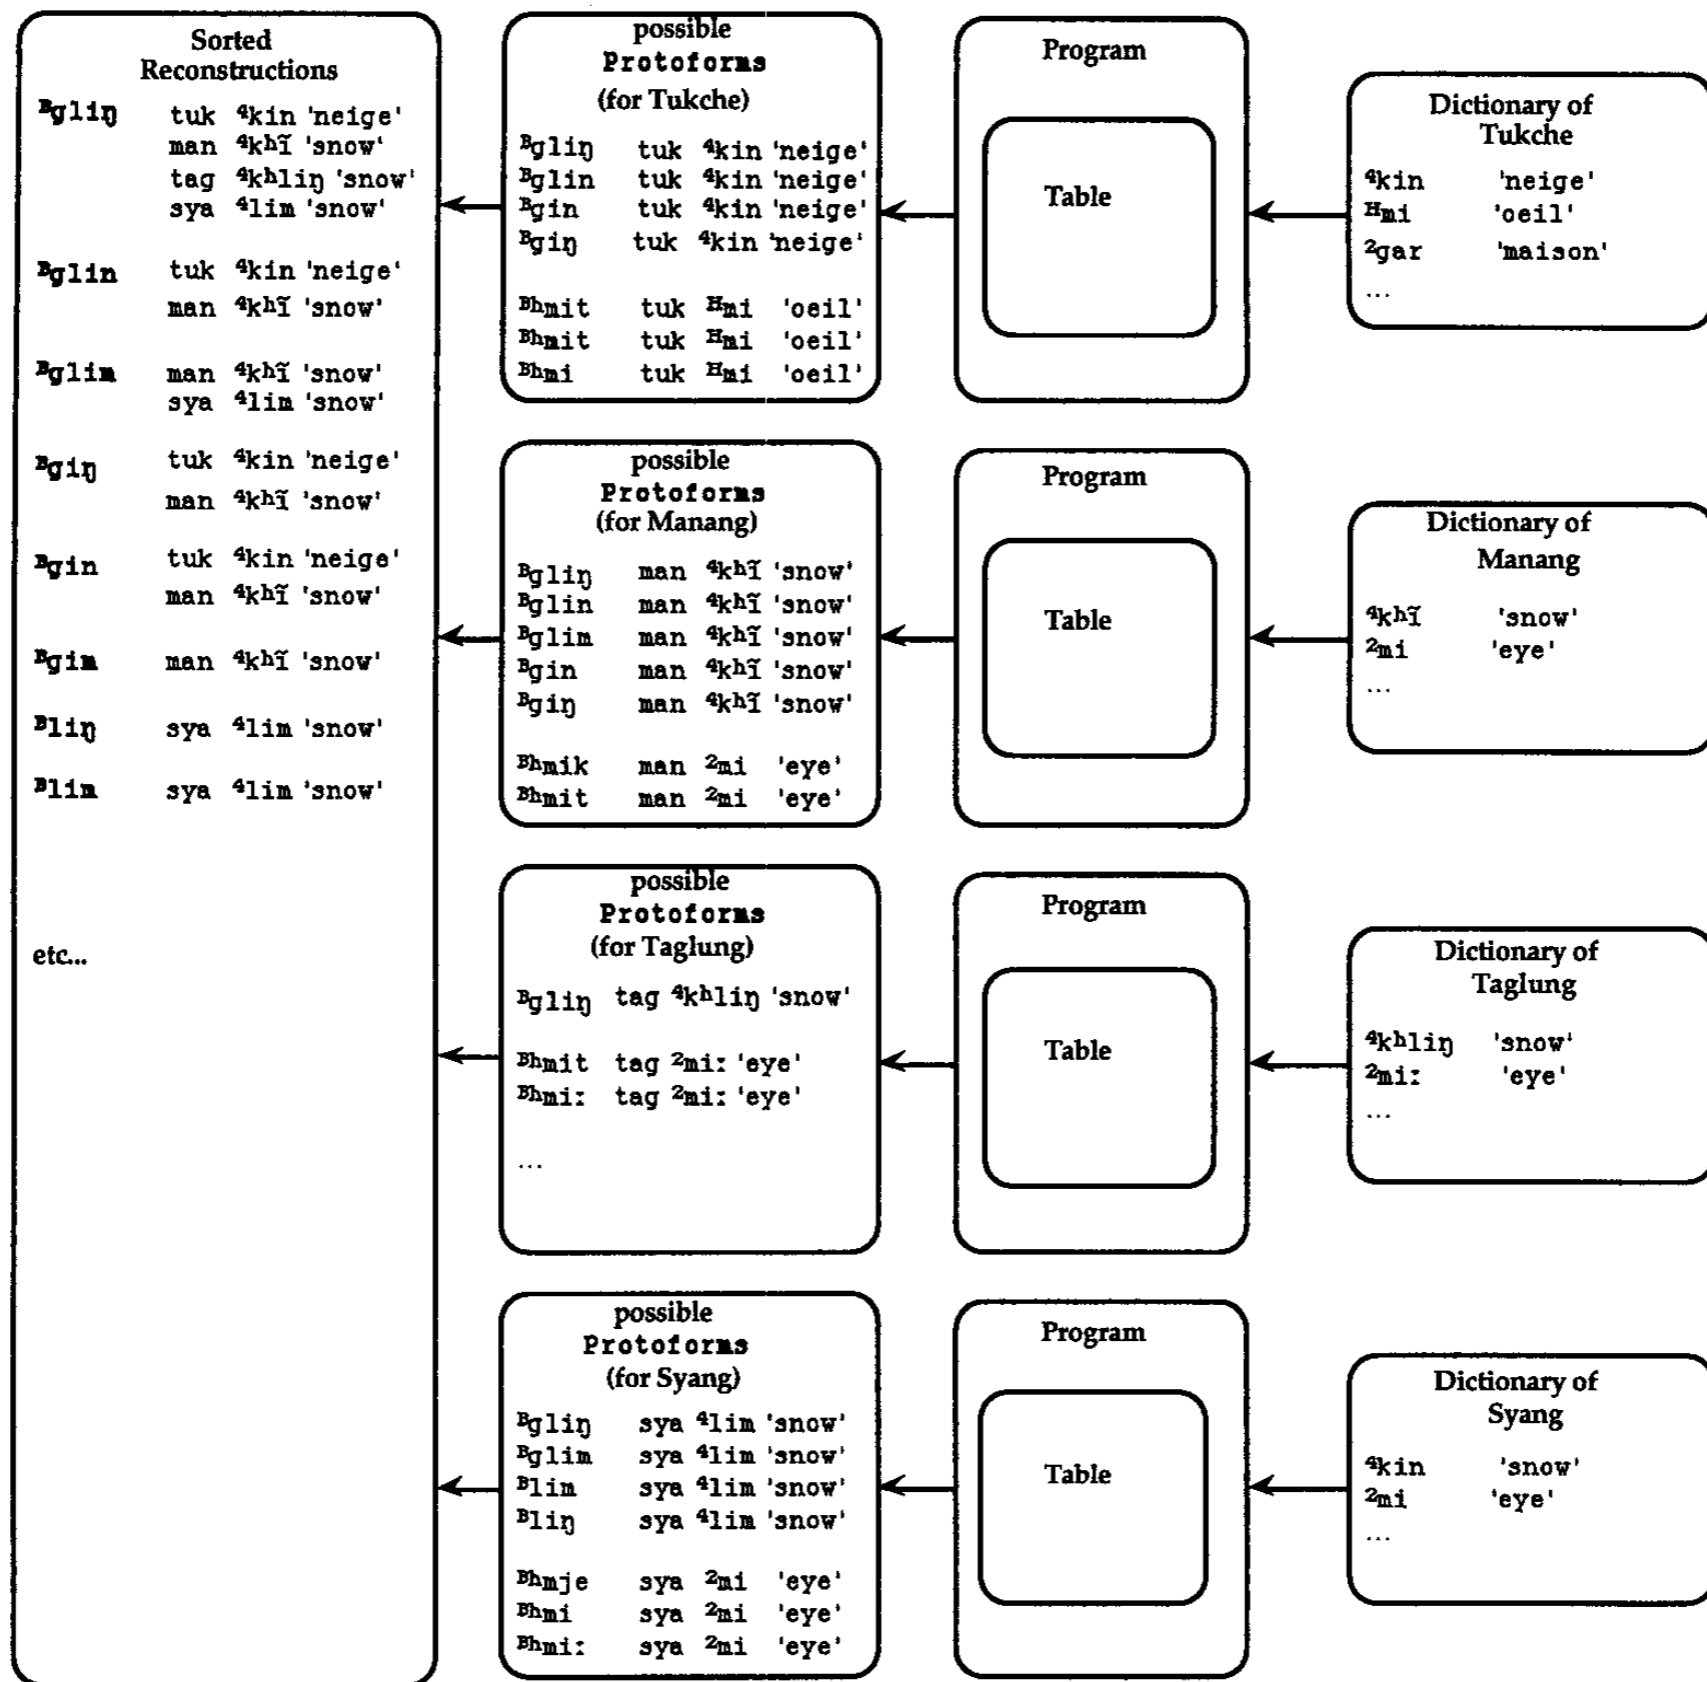 Sorted
Reconstructions
ᴮgliŋ tuk ⁴kin 'neige'
man ⁴kʰĩ 'snow'
tag ⁴kʰliŋ 'snow'
sya ⁴lim 'snow'
ᴮglin tuk ⁴kin 'neige'
man ⁴kʰĩ 'snow'
ᴮglim man ⁴kʰĩ 'snow'
sya ⁴lim 'snow'
ᴮgiŋ tuk ⁴kin 'neige'
man ⁴kʰĩ 'snow'
ᴮgin tuk ⁴kin 'neige'
man ⁴kʰĩ 'snow'
ᴮgim man ⁴kʰĩ 'snow'
ᴮliŋ sya ⁴lim 'snow'
ᴮlim sya ⁴lim 'snow'
etc...
possible
Protoforms
(for Tukche)
ᴮgliŋ tuk ⁴kin 'neige'
ᴮglin tuk ⁴kin 'neige'
ᴮgin tuk ⁴kin 'neige'
ᴮgiŋ tuk ⁴kin 'neige'
ᴮʰmit tuk ᴴmi 'oeil'
ᴮʰmit tuk ᴴmi 'oeil'
ᴮʰmi tuk ᴴmi 'oeil'
Program
Table
Dictionary of
Tukche
⁴kin 'neige'
ᴴmi 'oeil'
²gar 'maison'
...
possible
Protoforms
(for Manang)
ᴮgliŋ man ⁴kʰĩ 'snow'
ᴮglin man ⁴kʰĩ 'snow'
ᴮglim man ⁴kʰĩ 'snow'
ᴮgin man ⁴kʰĩ 'snow'
ᴮgiŋ man ⁴kʰĩ 'snow'
ᴮʰmik man ²mi 'eye'
ᴮʰmit man ²mi 'eye'
Program
Table
Dictionary of
Manang
⁴kʰĩ 'snow'
²mi 'eye'
...
possible
Protoforms
(for Taglung)
ᴮgliŋ tag ⁴kʰliŋ 'snow'
ᴮʰmit tag ²mi: 'eye'
ᴮʰmi: tag ²mi: 'eye'
...
Program
Table
Dictionary of
Taglung
⁴kʰliŋ 'snow'
²mi: 'eye'
...
possible
Protoforms
(for Syang)
ᴮgliŋ sya ⁴lim 'snow'
ᴮglim sya ⁴lim 'snow'
ᴮlim sya ⁴lim 'snow'
ᴮliŋ sya ⁴lim 'snow'
ᴮʰmje sya ²mi 'eye'
ᴮʰmi sya ²mi 'eye'
ᴮʰmi: sya ²mi 'eye'
Program
Table
Dictionary of
Syang
⁴kin 'snow'
²mi 'eye'
...